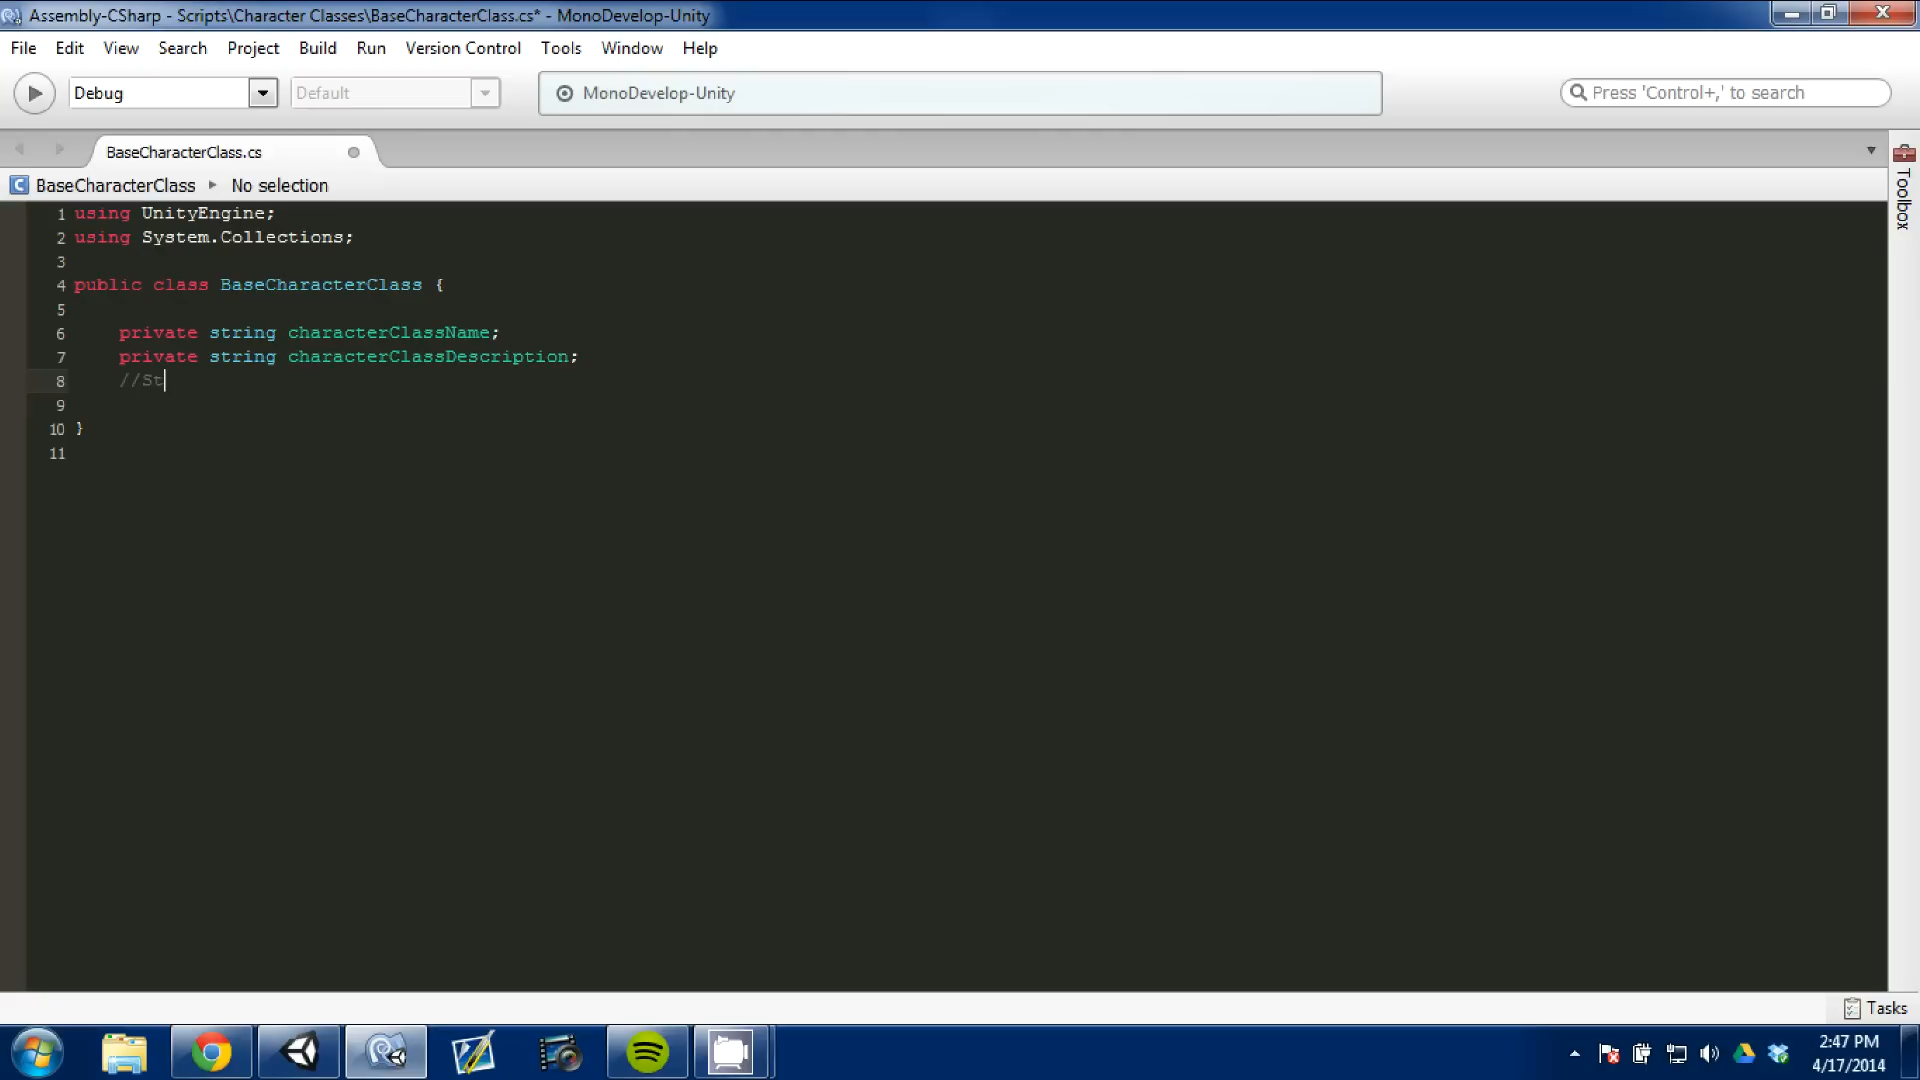 Assembly-CSharp - Scripts\Character Classes\BaseCharacterClass.cs* - MonoDevelop-Unity
File Edit View Search Project Build Run Version Control Tools Window Help
Debug Default MonoDevelop-Unity Press 'Control+,' to search
BaseCharacterClass.cs
BaseCharacterClass No selection
Toolbox
1 using UnityEngine;
2 using System.Collections;
3
4 public class BaseCharacterClass {
5
6 private string characterClassName;
7 private string characterClassDescription;
8 //St
9
10 }
11
Tasks
2:47 PM
4/17/2014